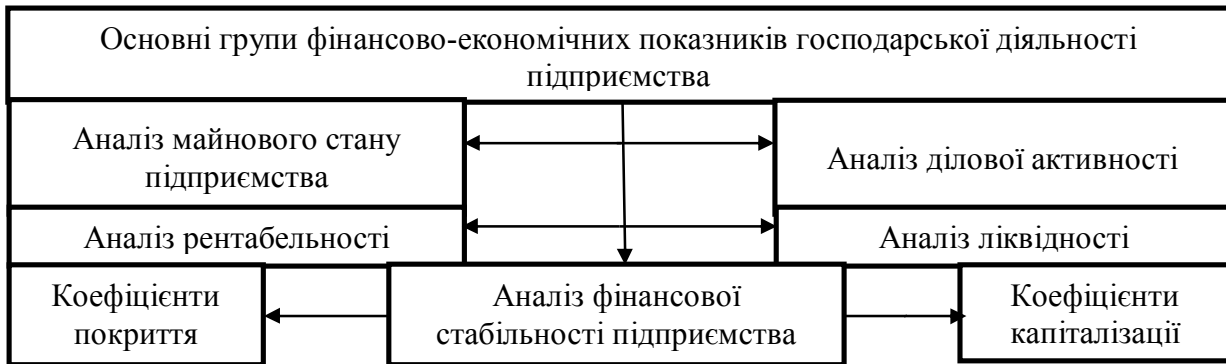 Основні групи фінансово-економічних показників господарської діяльності
підприємства
Аналіз майнового стану
підприємства
Аналіз ділової активності
Аналіз рентабельності
Аналіз ліквідності
Коефіцієнти
покриття
Аналіз фінансової
стабільності підприємства
Коефіцієнти
капіталізації